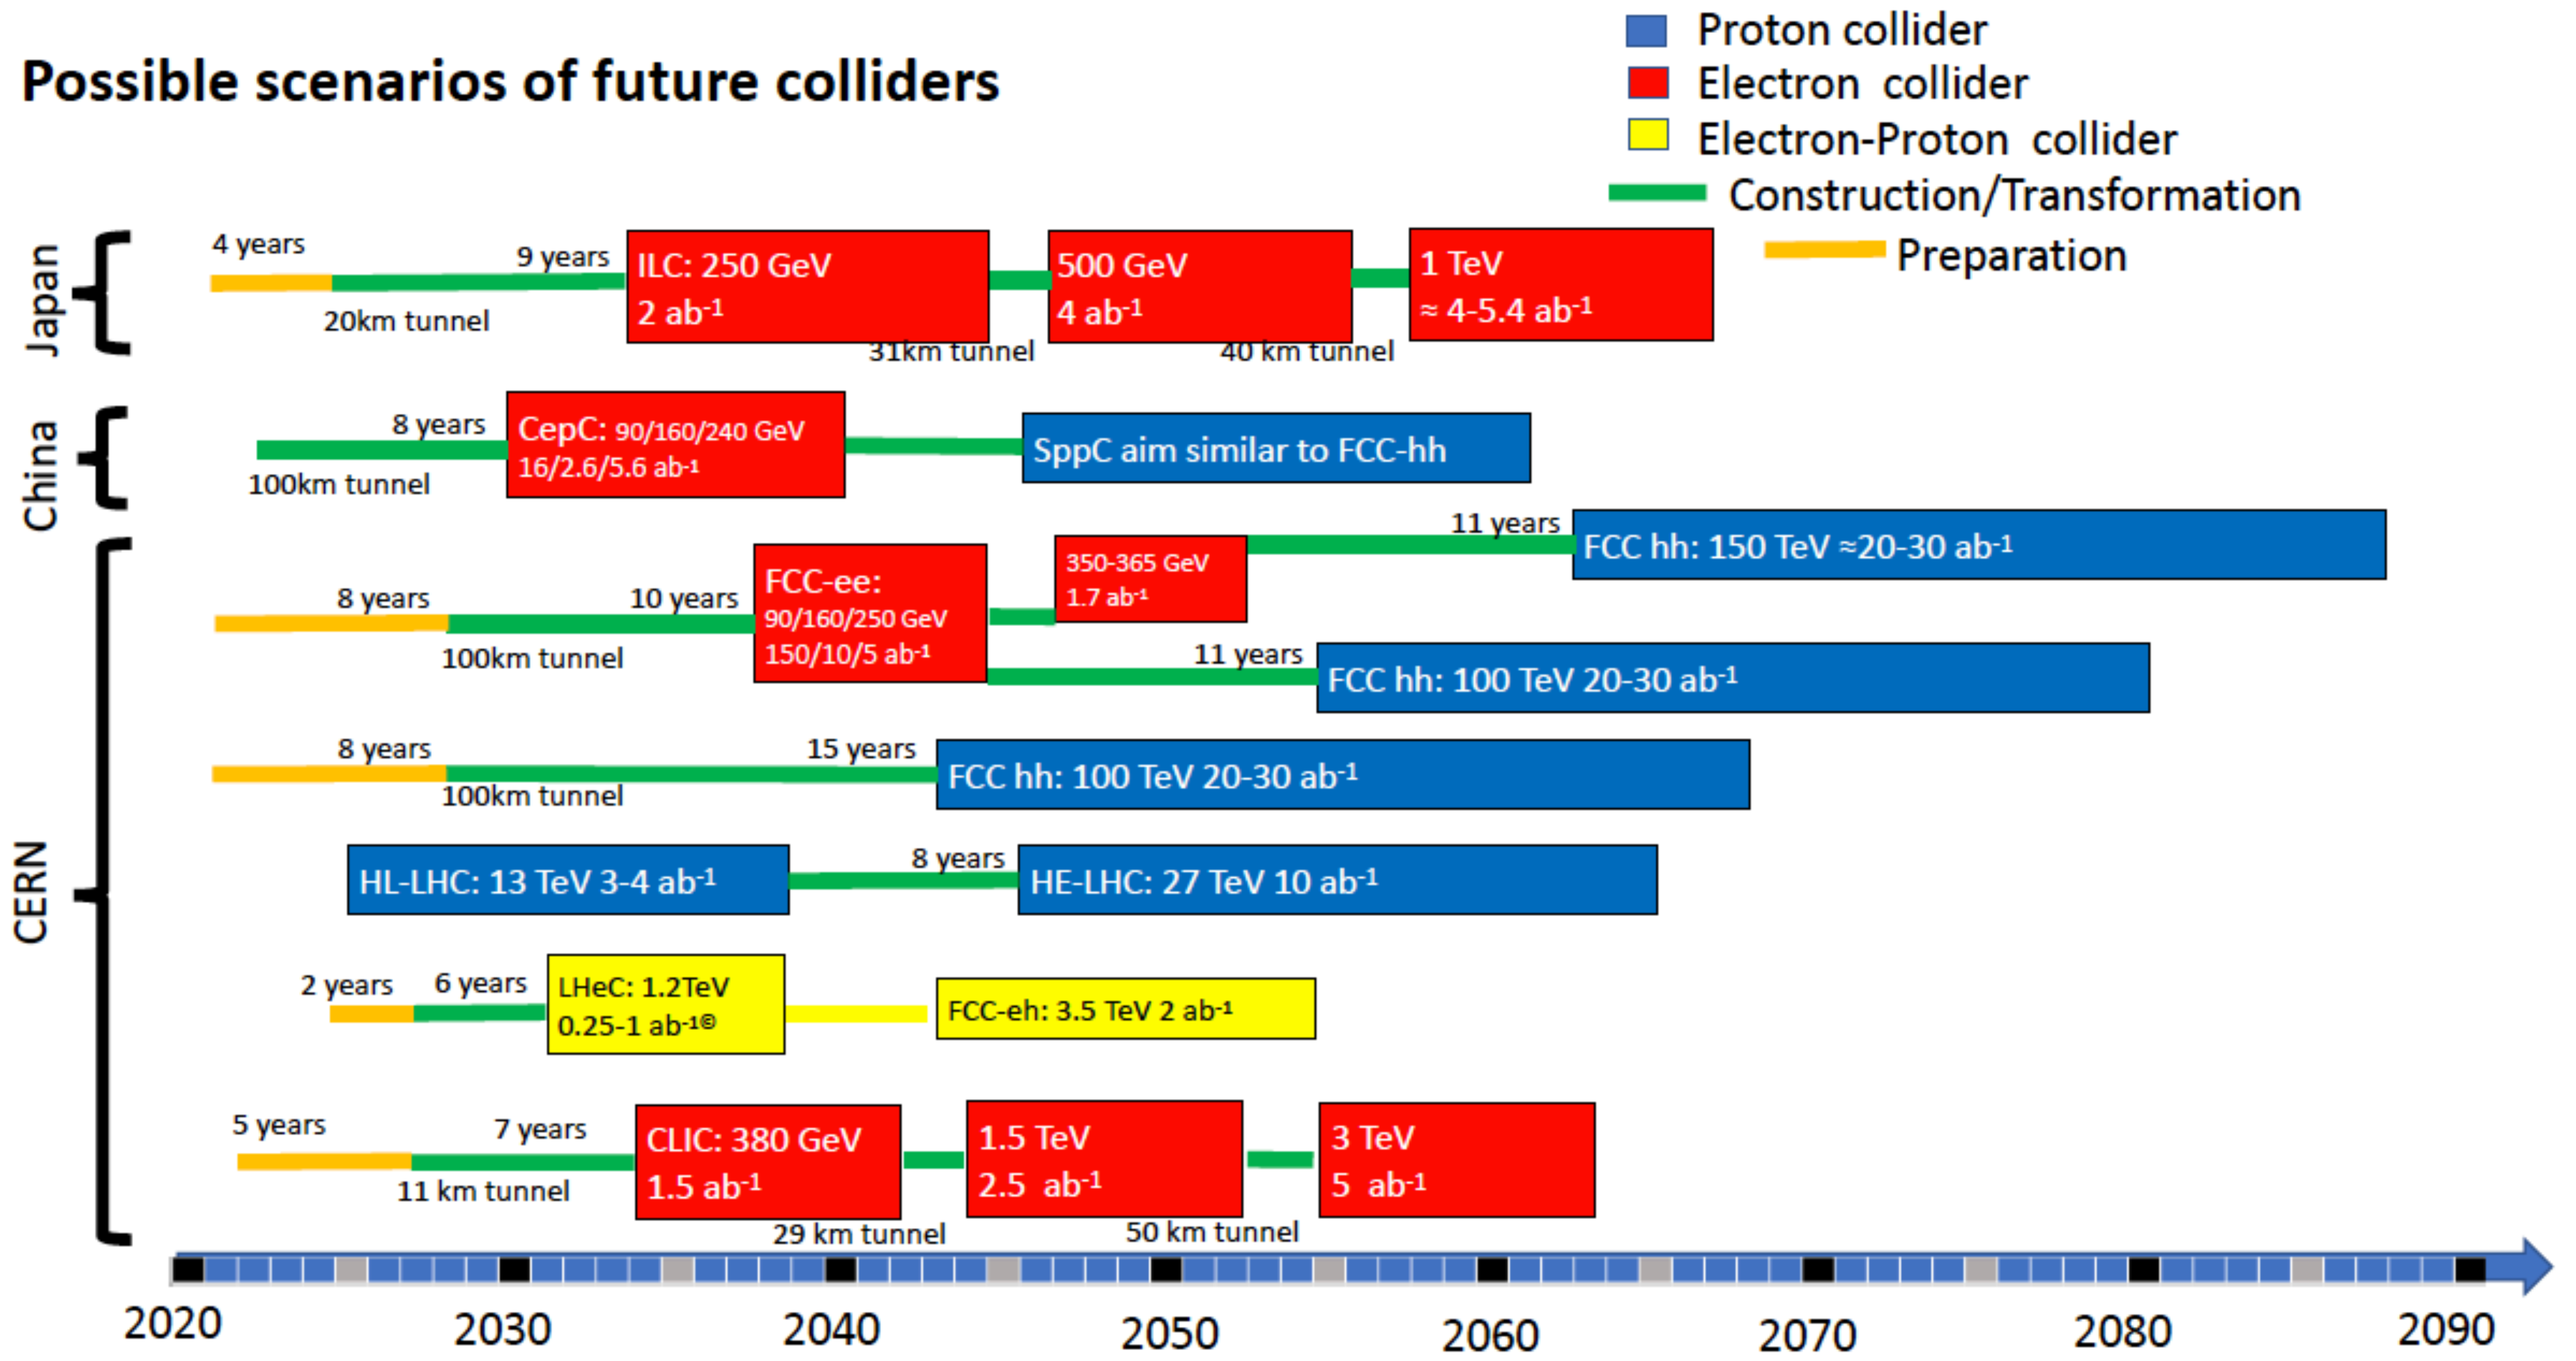 Possible scenarios of future colliders
Proton collider
Electron collider
Electron-Proton collider
Construction/Transformation
Preparation
Japan
4 years
9 years
20km tunnel
ILC: 250 GeV
2 ab⁻¹
31km tunnel
500 GeV
4 ab⁻¹
40 km tunnel
1 TeV
≈ 4-5.4 ab⁻¹
China
8 years
100km tunnel
CepC: 90/160/240 GeV
16/2.6/5.6 ab⁻¹
SppC aim similar to FCC-hh
CERN
8 years
10 years
100km tunnel
FCC-ee:
90/160/250 GeV
150/10/5 ab⁻¹
350-365 GeV
1.7 ab⁻¹
11 years
FCC hh: 150 TeV ≈20-30 ab⁻¹
11 years
FCC hh: 100 TeV 20-30 ab⁻¹
8 years
15 years
100km tunnel
FCC hh: 100 TeV 20-30 ab⁻¹
HL-LHC: 13 TeV 3-4 ab⁻¹
8 years
HE-LHC: 27 TeV 10 ab⁻¹
2 years
6 years
LHeC: 1.2TeV
0.25-1 ab⁻¹©
FCC-eh: 3.5 TeV 2 ab⁻¹
5 years
7 years
11 km tunnel
CLIC: 380 GeV
1.5 ab⁻¹
29 km tunnel
1.5 TeV
2.5 ab⁻¹
50 km tunnel
3 TeV
5 ab⁻¹
2020
2030
2040
2050
2060
2070
2080
2090